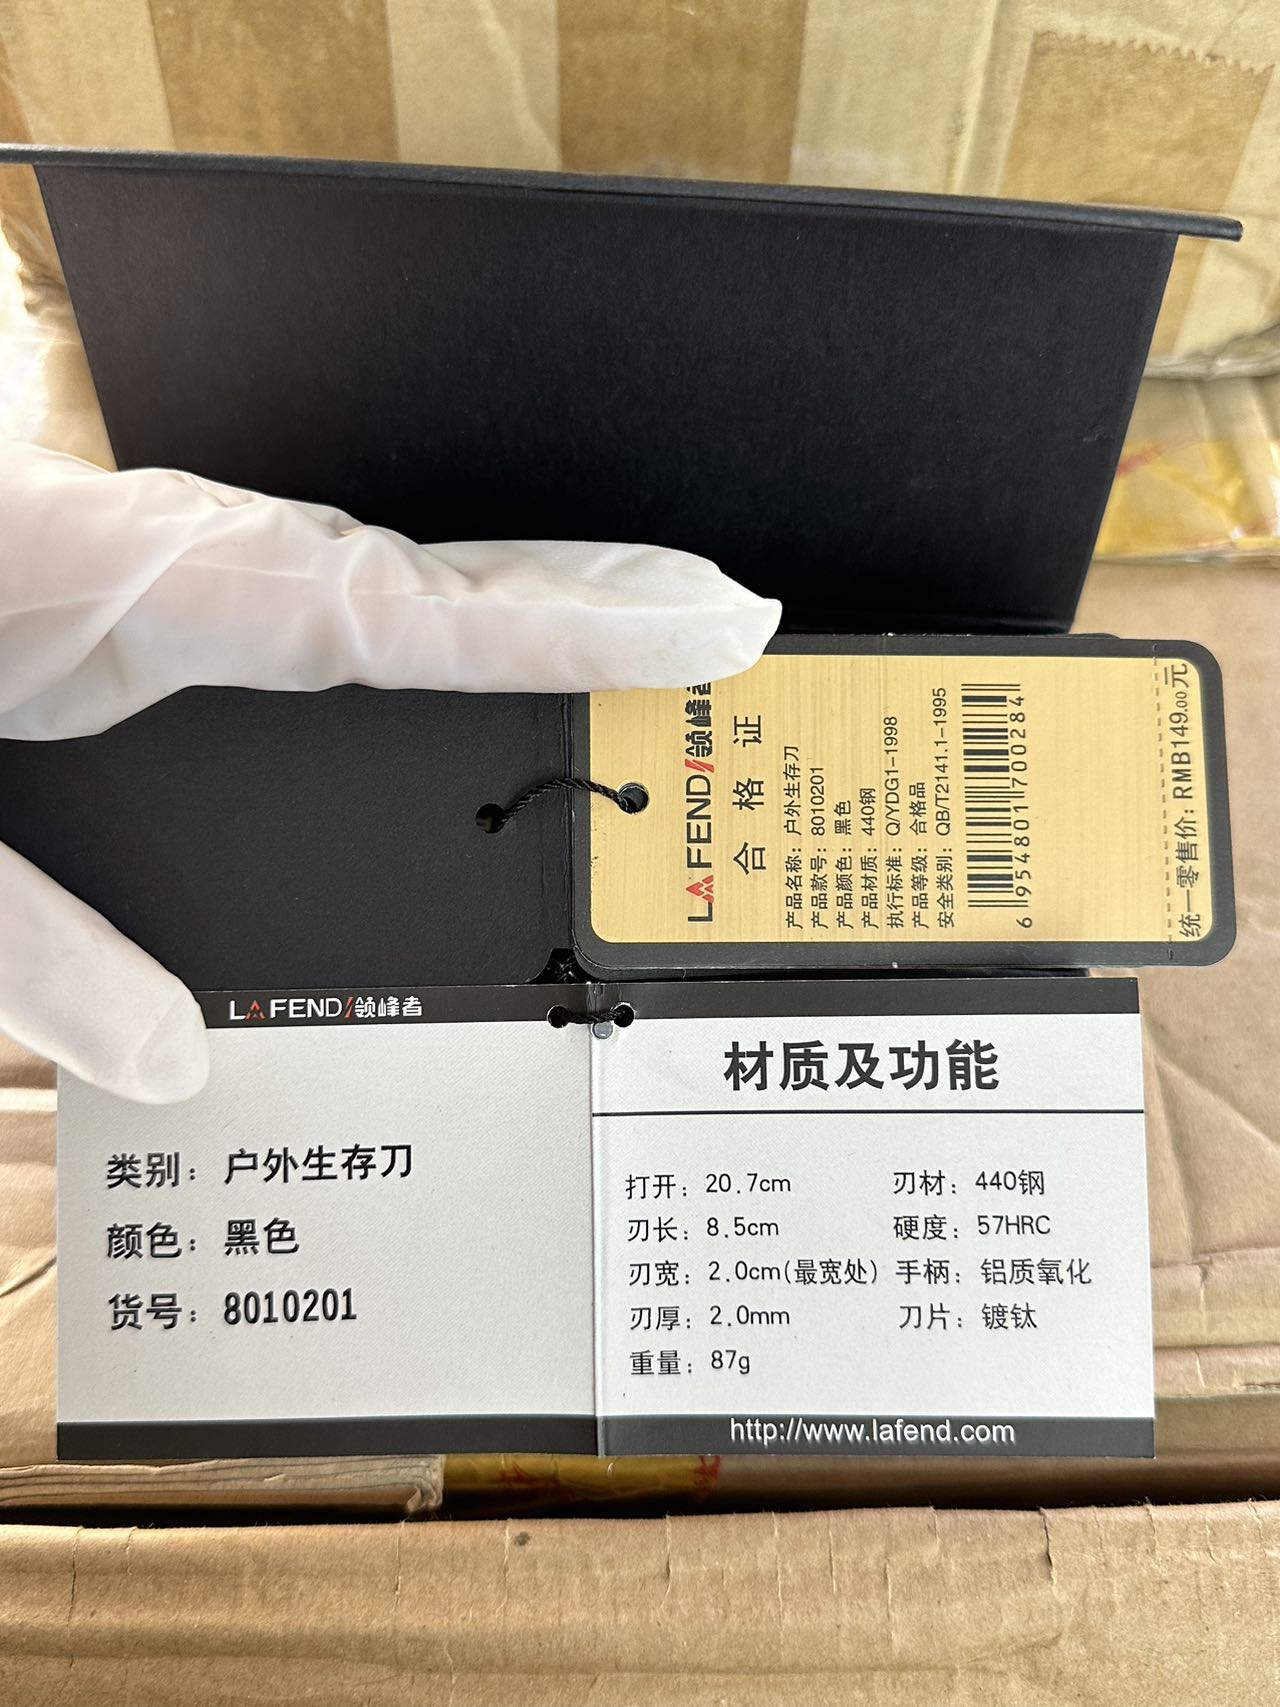 LAFEND/领峰者
合格证
产品名称：户外生存刀
产品款号：8010201
产品颜色：黑色
产品材质：440钢
执行标准：Q/YDG1-1998
产品等级：合格品
安全类别：QB/T2141.1-1995
6 954801 700284
统一零售价：RMB149.00元
LAFEND/领峰者
类别：户外生存刀
颜色：黑色
货号：8010201
材质及功能
打开：20.7cm 刃材：440钢
刃长：8.5cm 硬度：57HRC
刃宽：2.0cm(最宽处) 手柄：铝质氧化
刃厚：2.0mm 刀片：镀钛
重量：87g
http://www.lafend.com